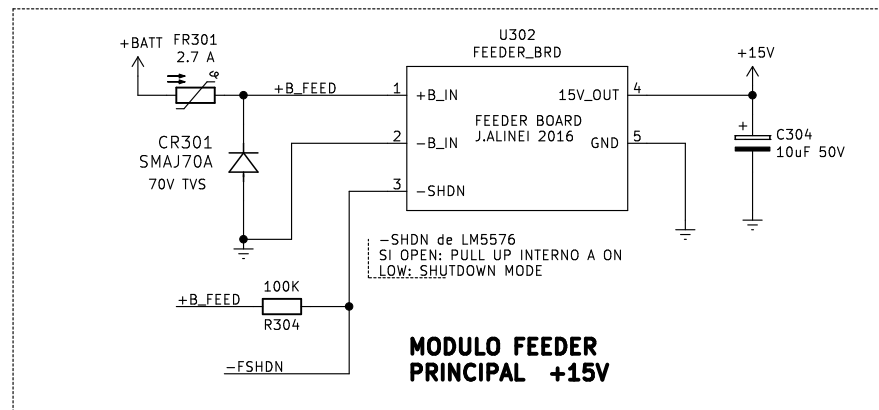 +BATT
FR301
2.7 A
+B_FEED
CR301
SMAJ70A
70V TVS
U302
FEEDER_BRD
1 +B_IN
2 -B_IN
3 -SHDN
FEEDER BOARD
J.ALINEI 2016
15V_OUT 4
GND 5
+15V
+
C304
10uF 50V
-SHDN de LM5576
SI OPEN: PULL UP INTERNO A ON
LOW: SHUTDOWN MODE
+B_FEED
100K
R304
-FSHDN
MODULO FEEDER
PRINCIPAL +15V